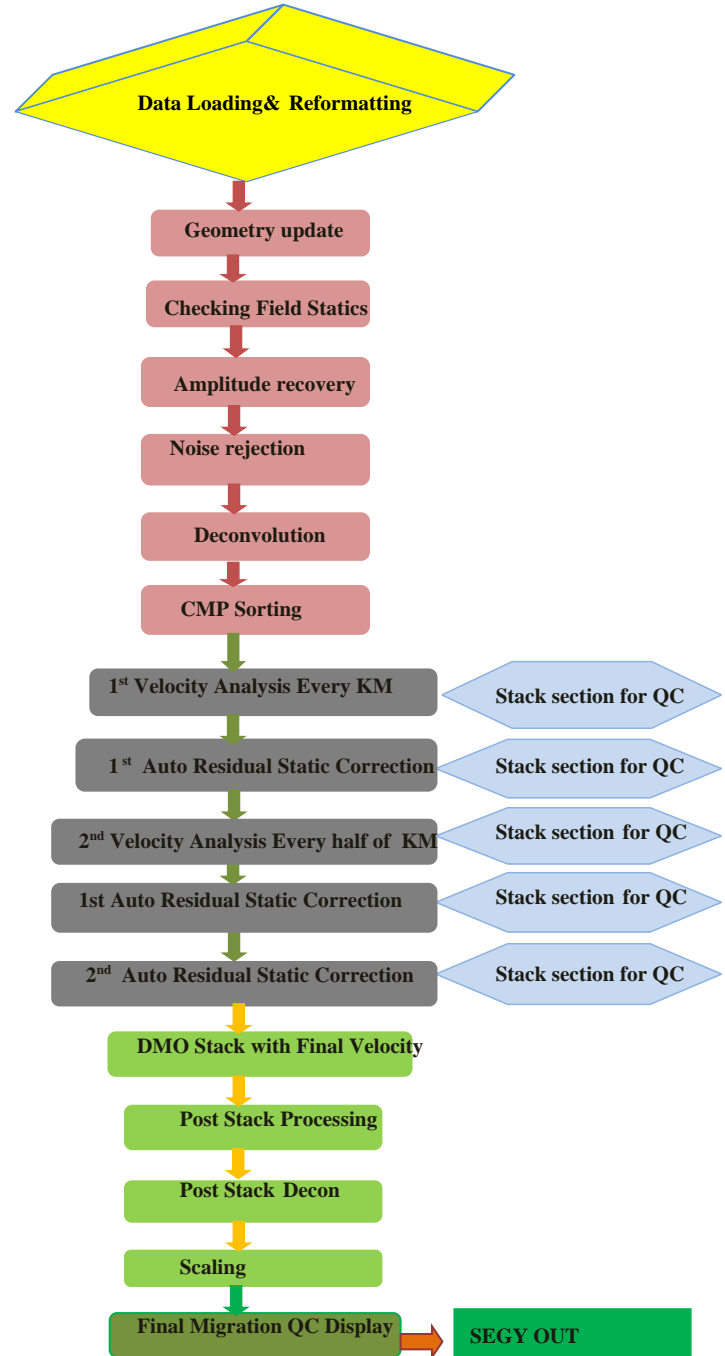 Data Loading& Reformatting
Geometry update
Checking Field Statics
Amplitude recovery
Noise rejection
Deconvolution
CMP Sorting
1st Velocity Analysis Every KM
Stack section for QC
1st Auto Residual Static Correction
Stack section for QC
2nd Velocity Analysis Every half of KM
Stack section for QC
1st Auto Residual Static Correction
Stack section for QC
2nd Auto Residual Static Correction
Stack section for QC
DMO Stack with Final Velocity
Post Stack Processing
Post Stack Decon
Scaling
Final Migration QC Display
SEGY OUT